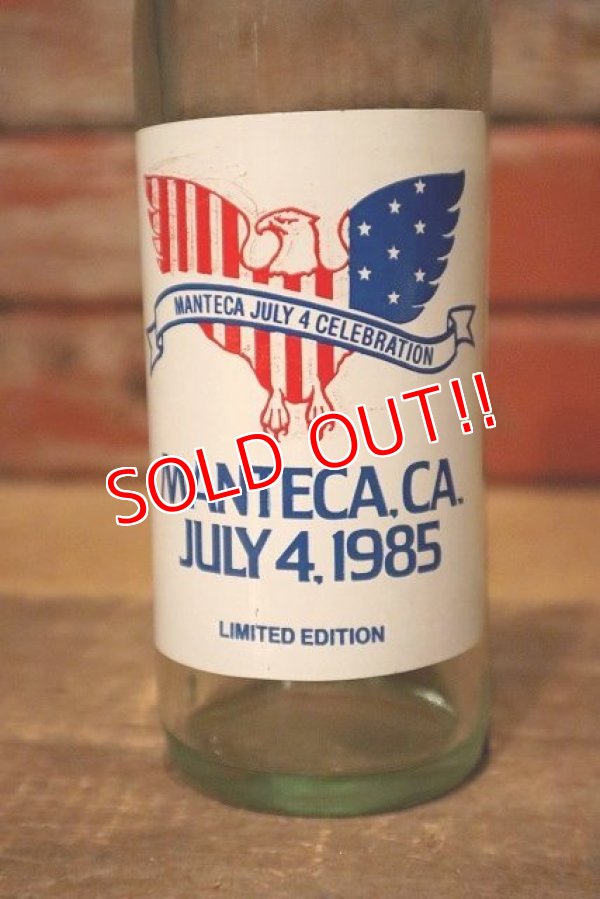 MANTECA JULY 4 CELEBRATION
SOLD OUT!!
MANTECA, CA.
JULY 4, 1985
LIMITED EDITION